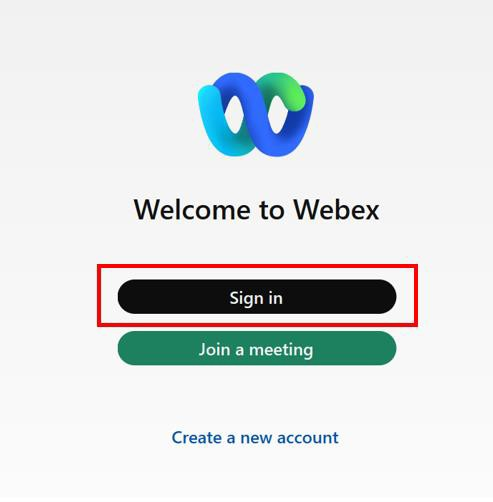 Welcome to Webex
Sign in
Join a meeting
Create a new account